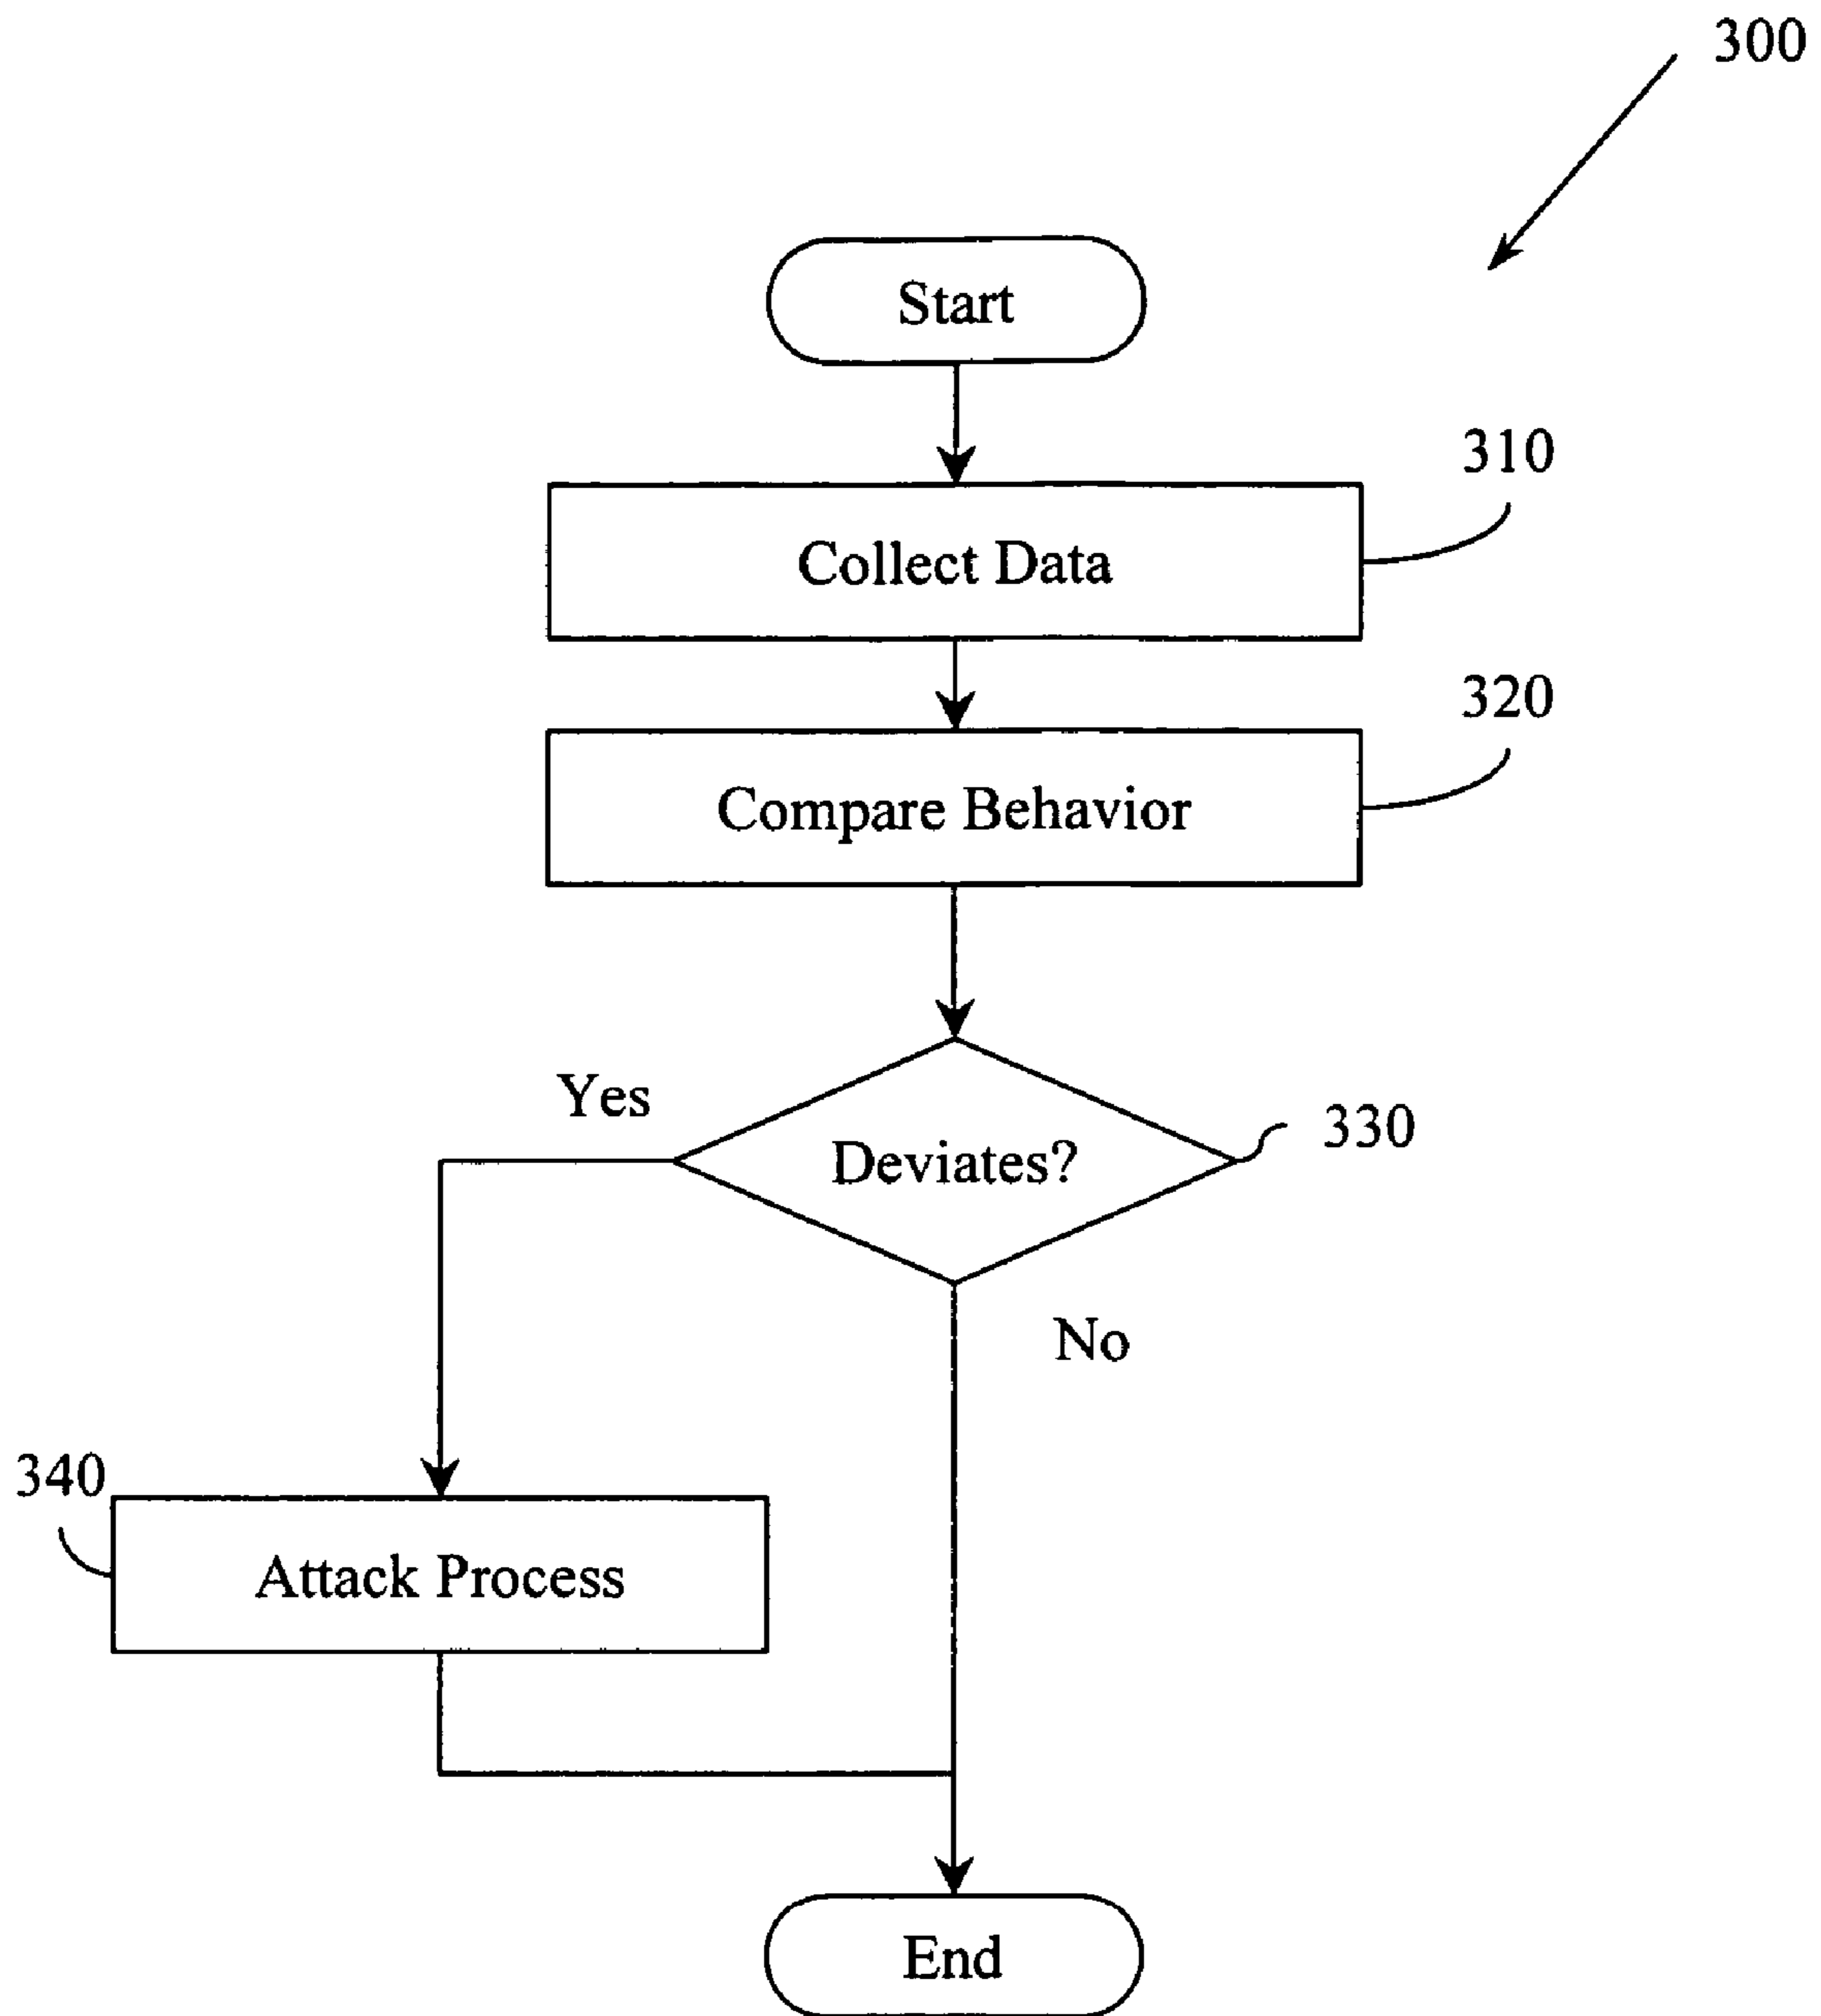 300
Start
310
Collect Data
320
Compare Behavior
Yes
Deviates?
330
No
340
Attack Process
End